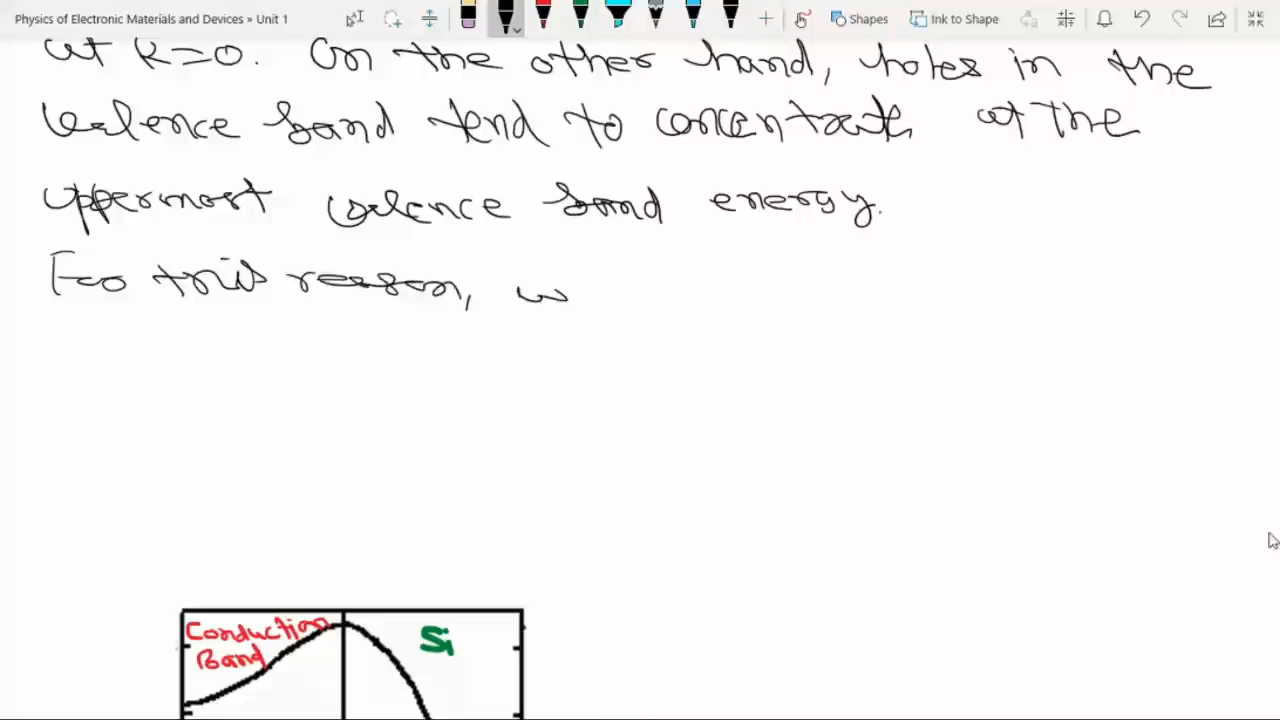 Physics of Electronic Materials and Devices » Unit 1
Shapes
Ink to Shape
at k=0. On the other hand, holes in the
valence band tend to concentrate at the
uppermost valence band energy.
For this reason, w
Conduction
Band
Si